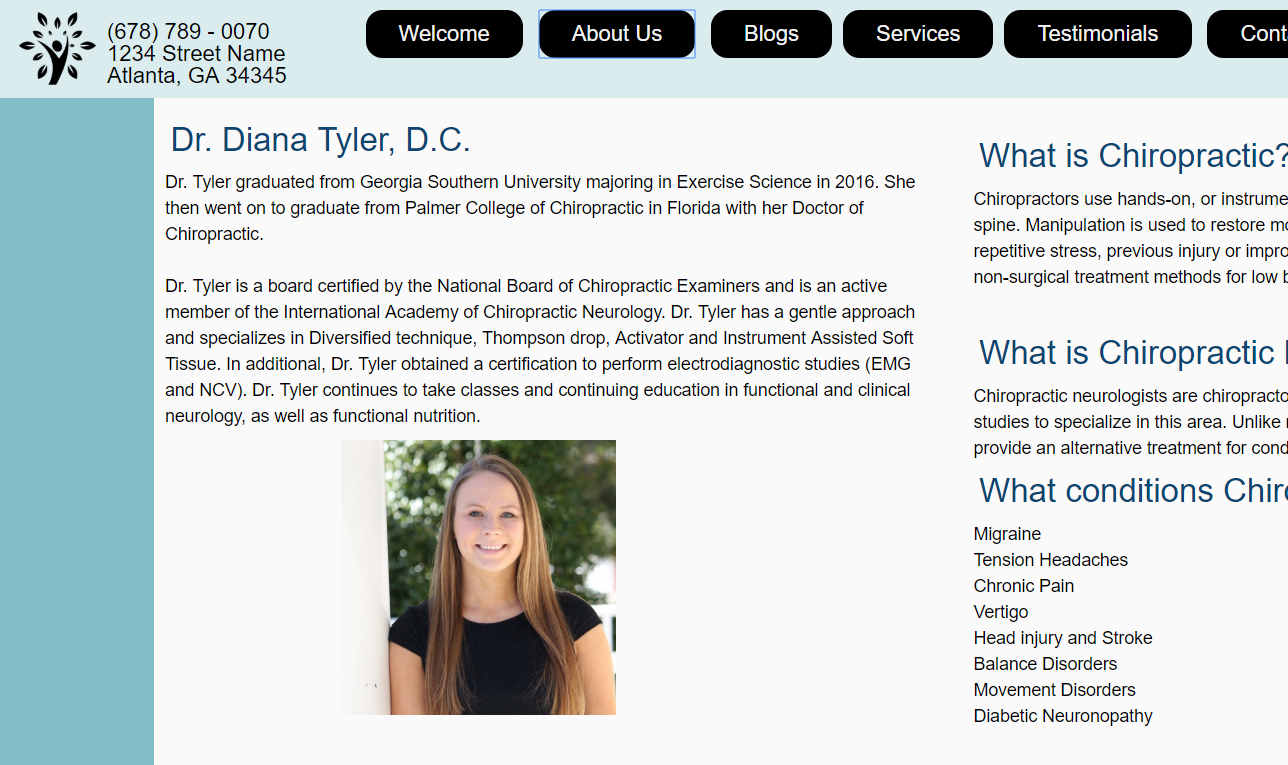 (678) 789 - 0070
1234 Street Name
Atlanta, GA 34345
Welcome
About Us
Blogs
Services
Testimonials
Dr. Diana Tyler, D.C.
Dr. Tyler graduated from Georgia Southern University majoring in Exercise Science in 2016. She
then went on to graduate from Palmer College of Chiropractic in Florida with her Doctor of
Chiropractic.
Dr. Tyler is a board certified by the National Board of Chiropractic Examiners and is an active
member of the International Academy of Chiropractic Neurology. Dr. Tyler has a gentle approach
and specializes in Diversified technique, Thompson drop, Activator and Instrument Assisted Soft
Tissue. In additional, Dr. Tyler obtained a certification to perform electrodiagnostic studies (EMG
and NCV). Dr. Tyler continues to take classes and continuing education in functional and clinical
neurology, as well as functional nutrition.
What is Chiropractic?
Chiropractors use hands-on, or
spine. Manipulation is used to restore
repetitive stress, previous injury or
non-surgical treatment methods for low
What is Chiropractic
Chiropractic neurologists are
studies to specialize in this area. Unlike
provide an alternative treatment for
What conditions
Migraine
Tension Headaches
Chronic Pain
Vertigo
Head injury and Stroke
Balance Disorders
Movement Disorders
Diabetic Neuronopathy